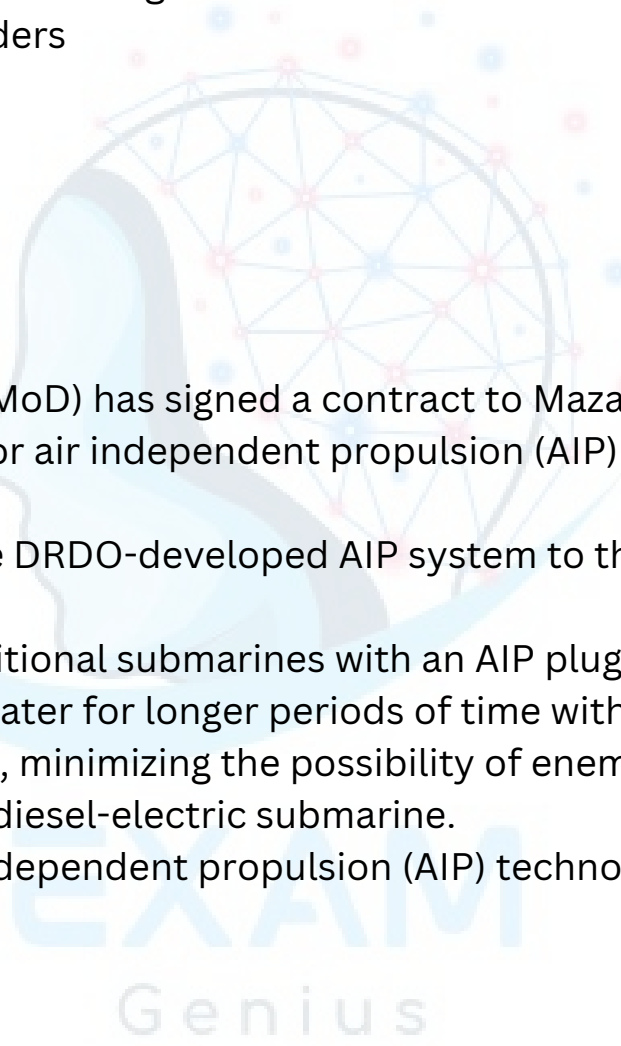 ders
MoD) has signed a contract to Maza
or air independent propulsion (AIP)
e DRDO-developed AIP system to th
itional submarines with an AIP plug
ater for longer periods of time with
, minimizing the possibility of enem
diesel-electric submarine.
dependent propulsion (AIP) techno
EXAM
Genius